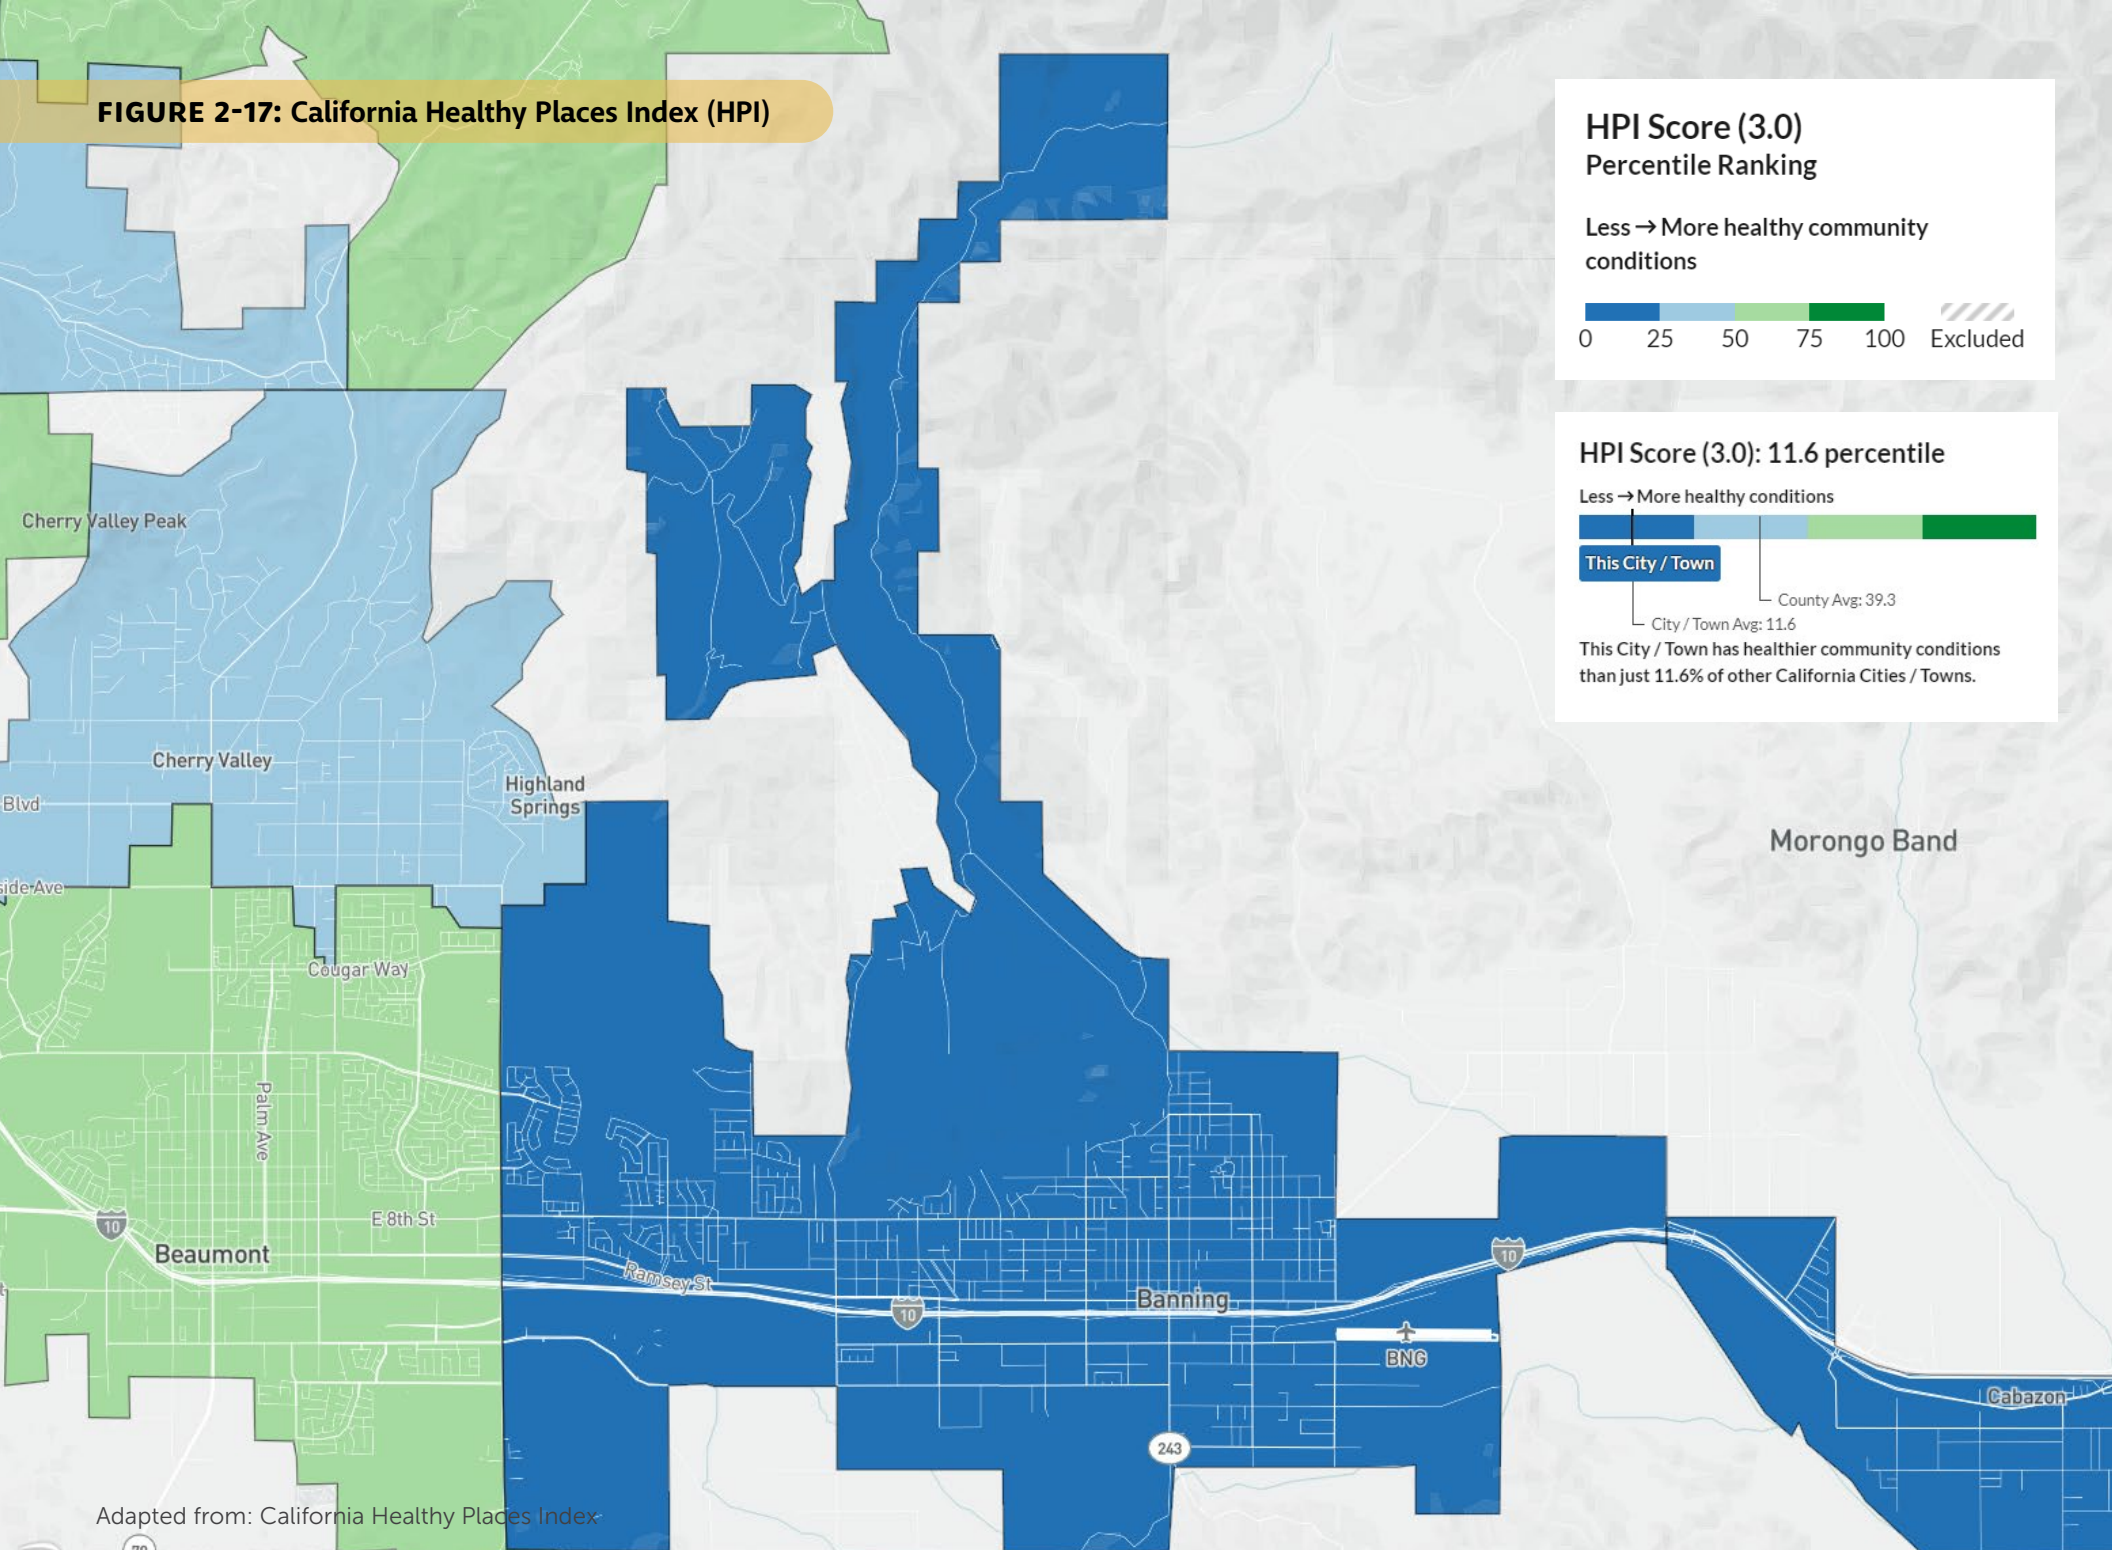 FIGURE 2-17: California Healthy Places Index (HPI)
HPI Score (3.0)
Percentile Ranking
Less → More healthy community
conditions
0 25 50 75 100 Excluded
HPI Score (3.0): 11.6 percentile
Less → More healthy conditions
This City / Town
County Avg: 39.3
City / Town Avg: 11.6
This City / Town has healthier community conditions
than just 11.6% of other California Cities / Towns.
Cherry Valley Peak
Cherry Valley
Highland
Springs
Blvd
Morongo Band
side Ave
Cougar Way
Palm Ave
E 8th St
10
Beaumont
Ramsey St
10
Banning
10
BNG
Cabazon
243
Adapted from: California Healthy Places Index